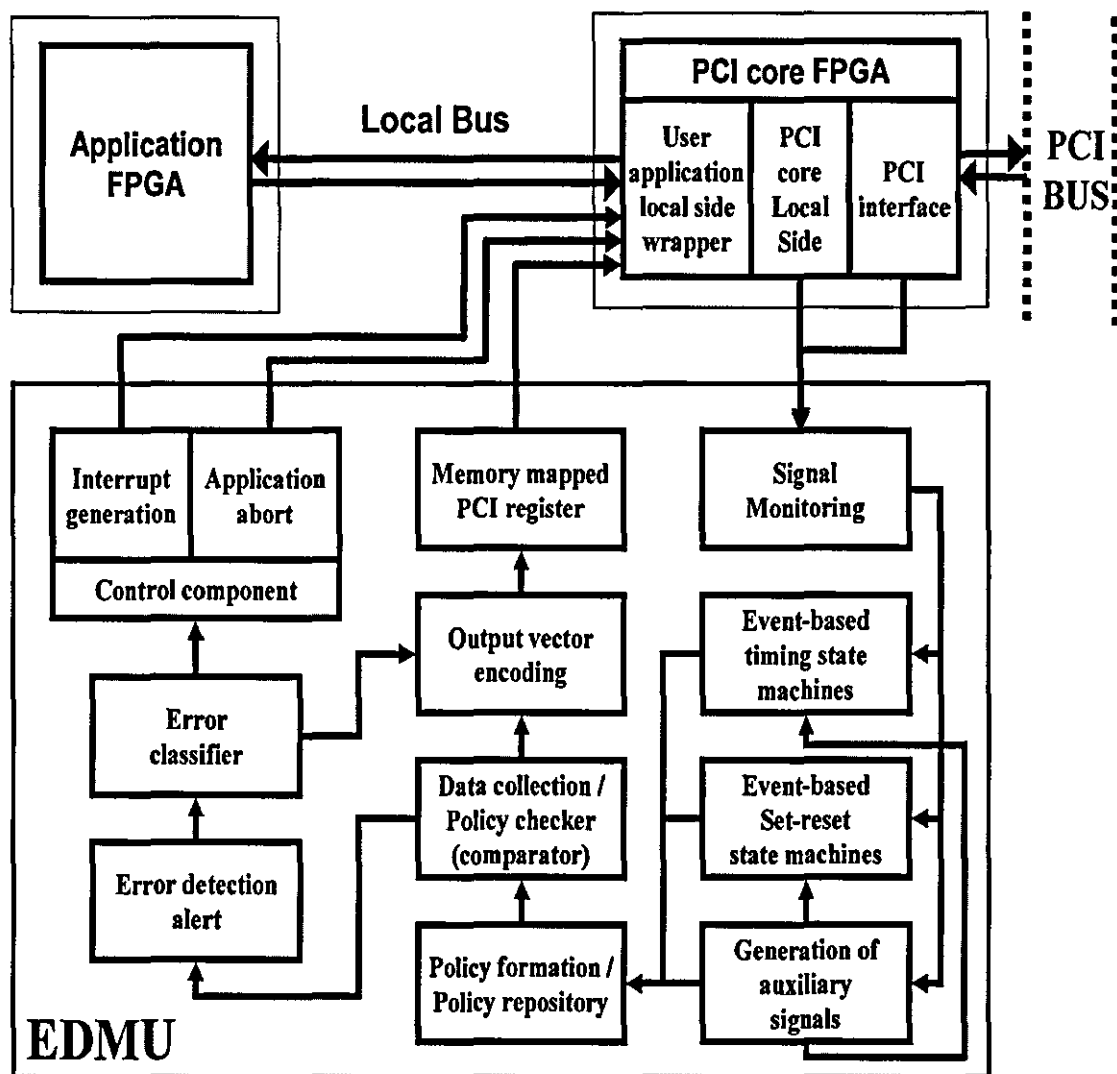 PCI core FPGA
Application
FPGA
Local Bus
User
application
local side
wrapper
PCI
core
Local
Side
PCI
interface
PCI
BUS
Interrupt
generation
Application
abort
Control component
Memory mapped
PCI register
Signal
Monitoring
Output vector
encoding
Event-based
timing state
machines
Error
classifier
Data collection /
Policy checker
(comparator)
Event-based
Set-reset
state machines
Error detection
alert
Policy formation /
Policy repository
Generation of
auxiliary
signals
EDMU